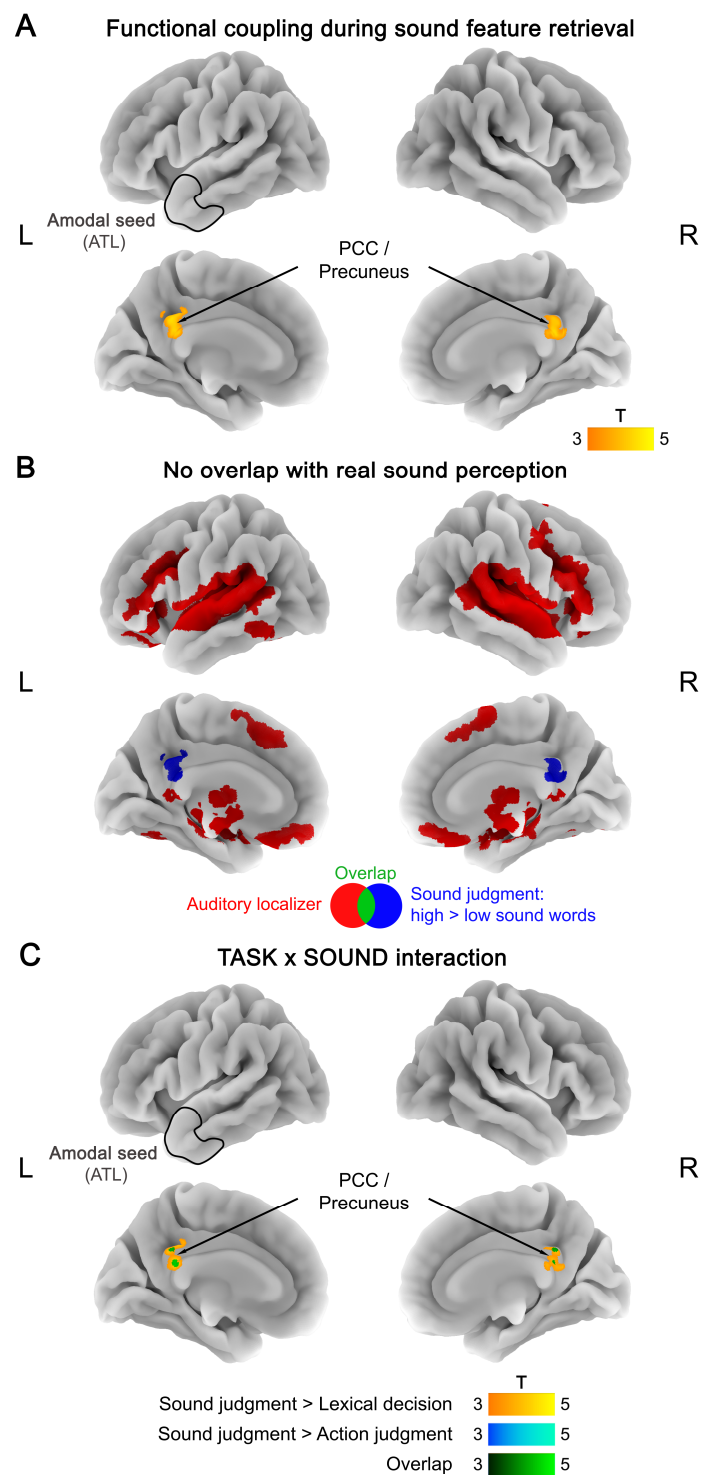 A
Functional coupling during sound feature retrieval
Amodal seed
(ATL)
L
R
PCC /
Precuneus
T
3 5
B
No overlap with real sound perception
L
R
Overlap
Auditory localizer
Sound judgment:
high > low sound words
C
TASK x SOUND interaction
Amodal seed
(ATL)
L
R
PCC /
Precuneus
T
Sound judgment > Lexical decision 3 5
Sound judgment > Action judgment 3 5
Overlap 3 5